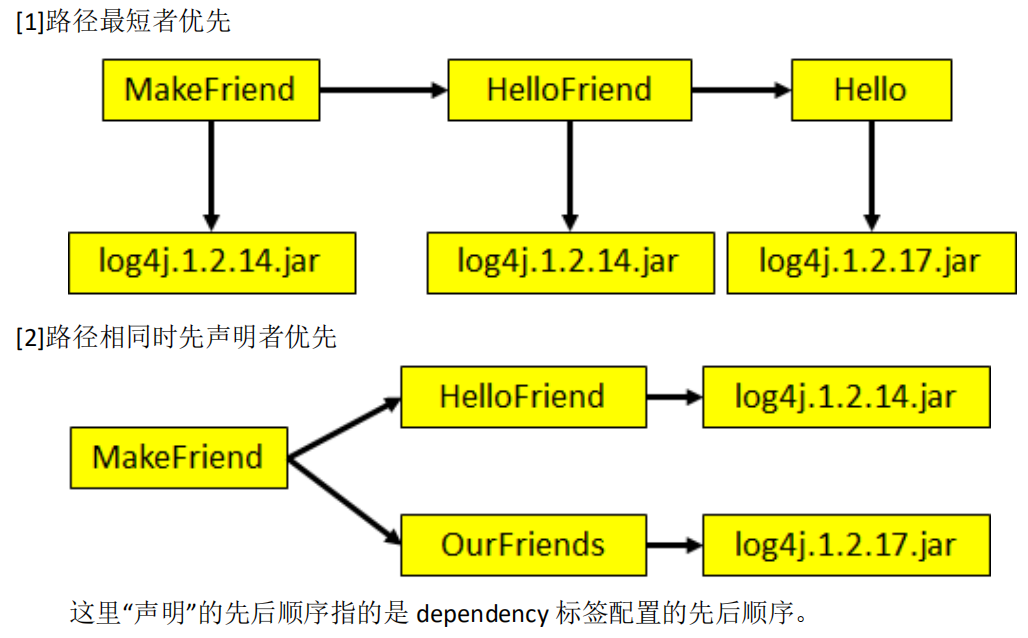 [1]路径最短者优先
MakeFriend
HelloFriend
Hello
log4j.1.2.14.jar
log4j.1.2.14.jar
log4j.1.2.17.jar
[2]路径相同时先声明者优先
HelloFriend
log4j.1.2.14.jar
MakeFriend
OurFriends
log4j.1.2.17.jar
这里“声明”的先后顺序指的是 dependency 标签配置的先后顺序。